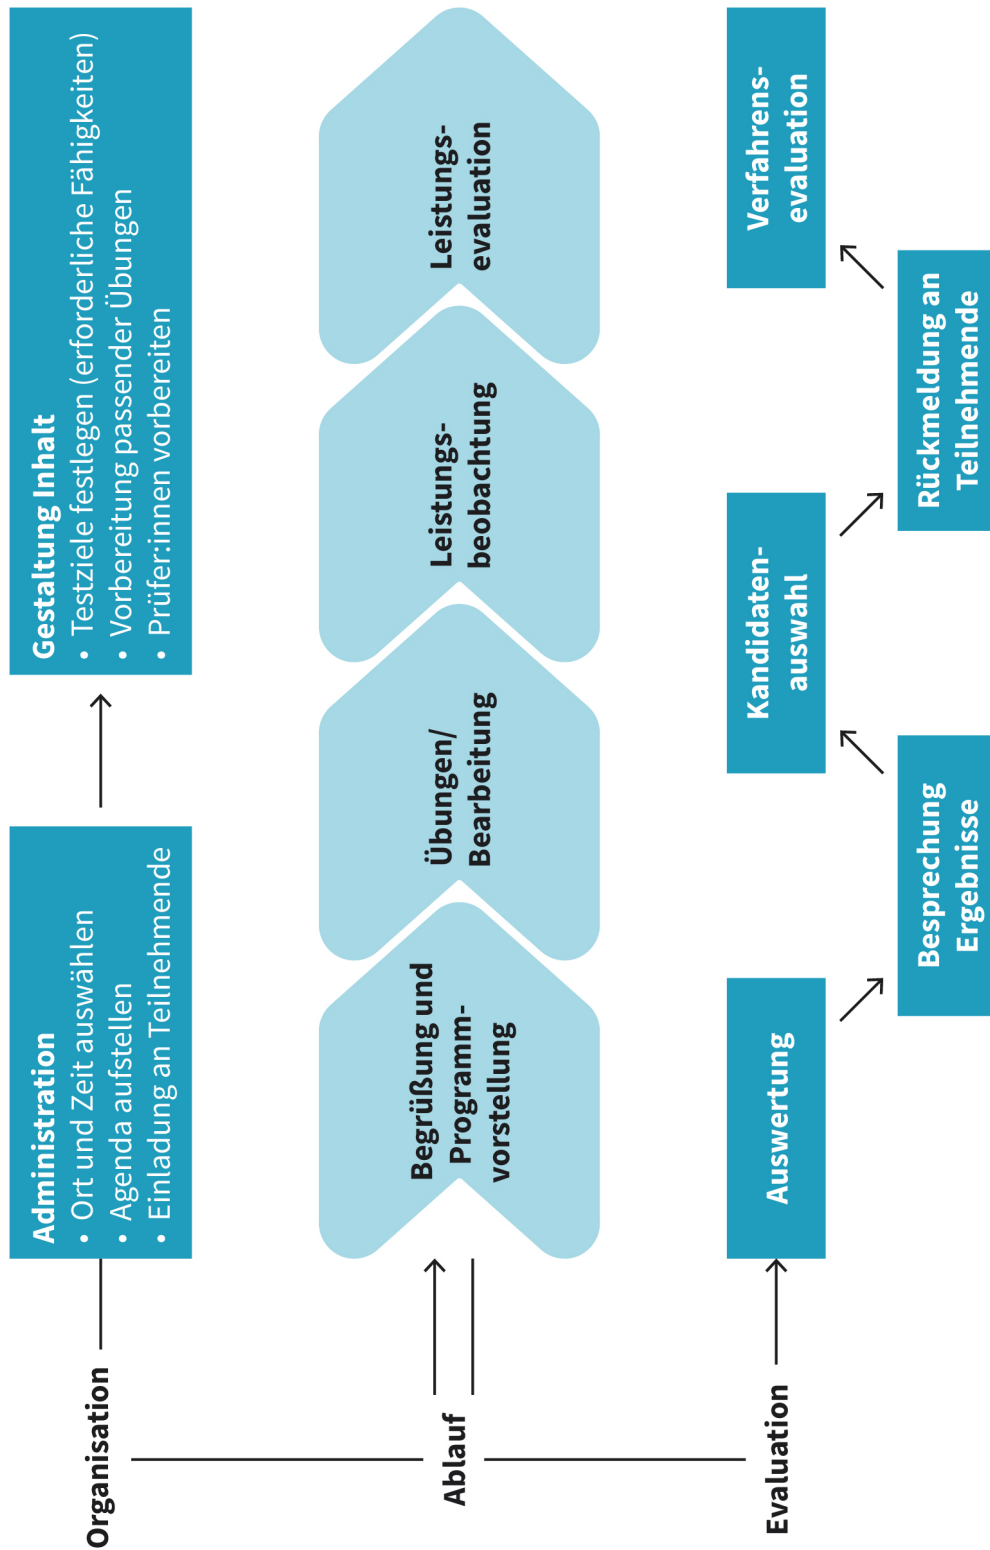 Organisation
Administration
• Ort und Zeit auswählen
• Agenda aufstellen
• Einladung an Teilnehmende
Gestaltung Inhalt
• Testziele festlegen (erforderliche Fähigkeiten)
• Vorbereitung passender Übungen
• Prüfer:innen vorbereiten
Ablauf
Begrüßung und
Programm-
vorstellung
Übungen/
Bearbeitung
Leistungs-
beobachtung
Leistungs-
evaluation
Evaluation
Auswertung
Besprechung
Ergebnisse
Kandidaten-
auswahl
Rückmeldung an
Teilnehmende
Verfahrens-
evaluation